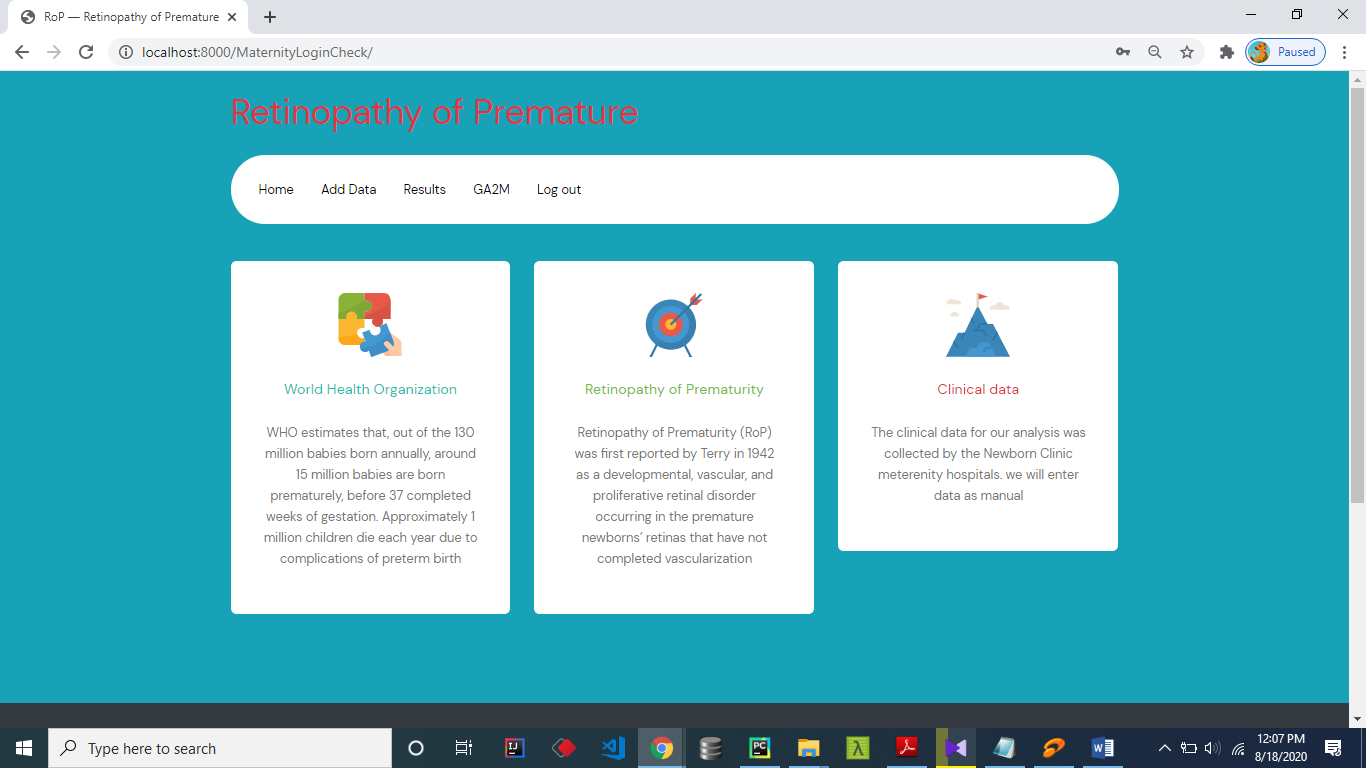 RoP — Retinopathy of Premature
localhost:8000/MaternityLoginCheck/
Paused
Retinopathy of Premature
Home Add Data Results GA2M Log out
World Health Organization
WHO estimates that, out of the 130
million babies born annually, around
15 million babies are born
prematurely, before 37 completed
weeks of gestation. Approximately 1
million children die each year due to
complications of preterm birth
Retinopathy of Prematurity
Retinopathy of Prematurity (RoP)
was first reported by Terry in 1942
as a developmental, vascular, and
proliferative retinal disorder
occurring in the premature
newborns’ retinas that have not
completed vascularization
Clinical data
The clinical data for our analysis was
collected by the Newborn Clinic
meterenity hospitals. we will enter
data as manual
Type here to search
12:07 PM
8/18/2020